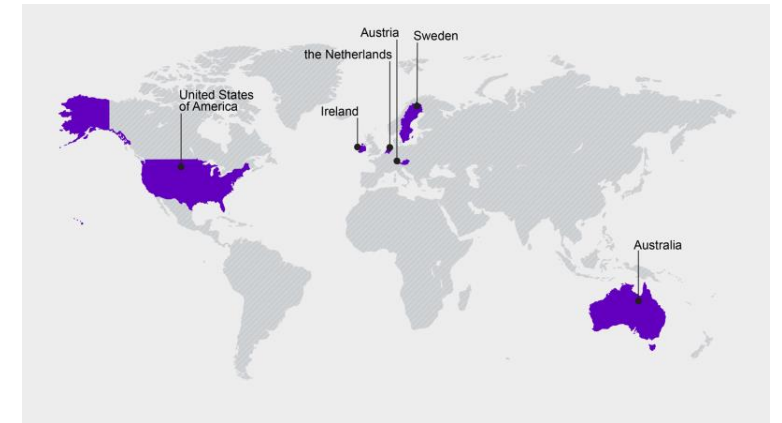 Austria
Sweden
the Netherlands
United States
of America
Ireland
Australia